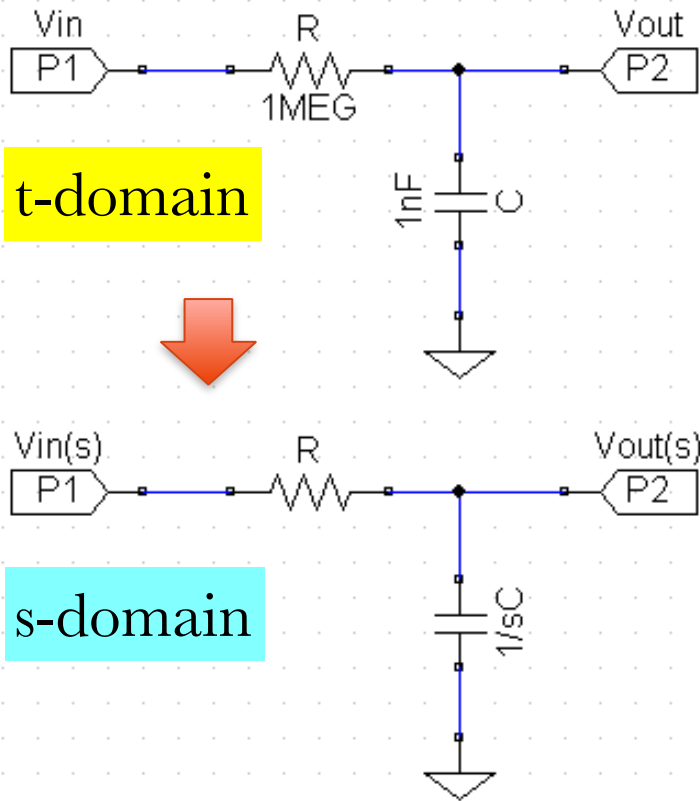 Vin R Vout
P1 P2
1MEG
t-domain
1nF C
Vin(s) R Vout(s)
P1 P2
s-domain
1/sC